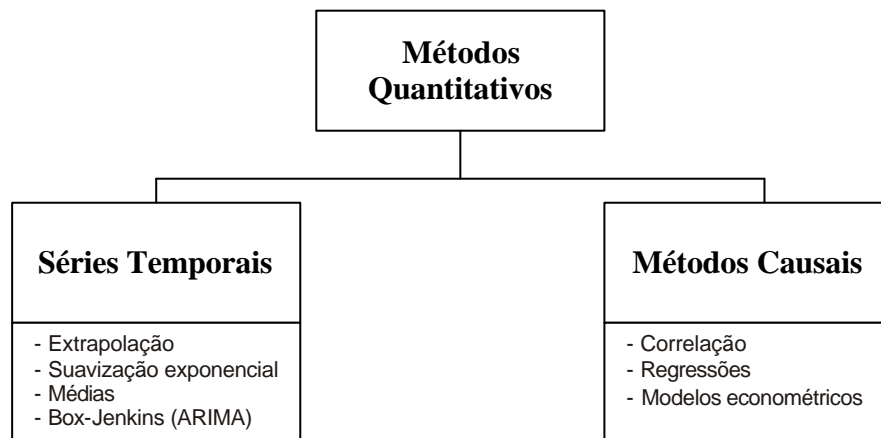 Métodos
Quantitativos
Séries Temporais
- Extrapolação
- Suavização exponencial
- Médias
- Box-Jenkins (ARIMA)
Métodos Causais
- Correlação
- Regressões
- Modelos econométricos